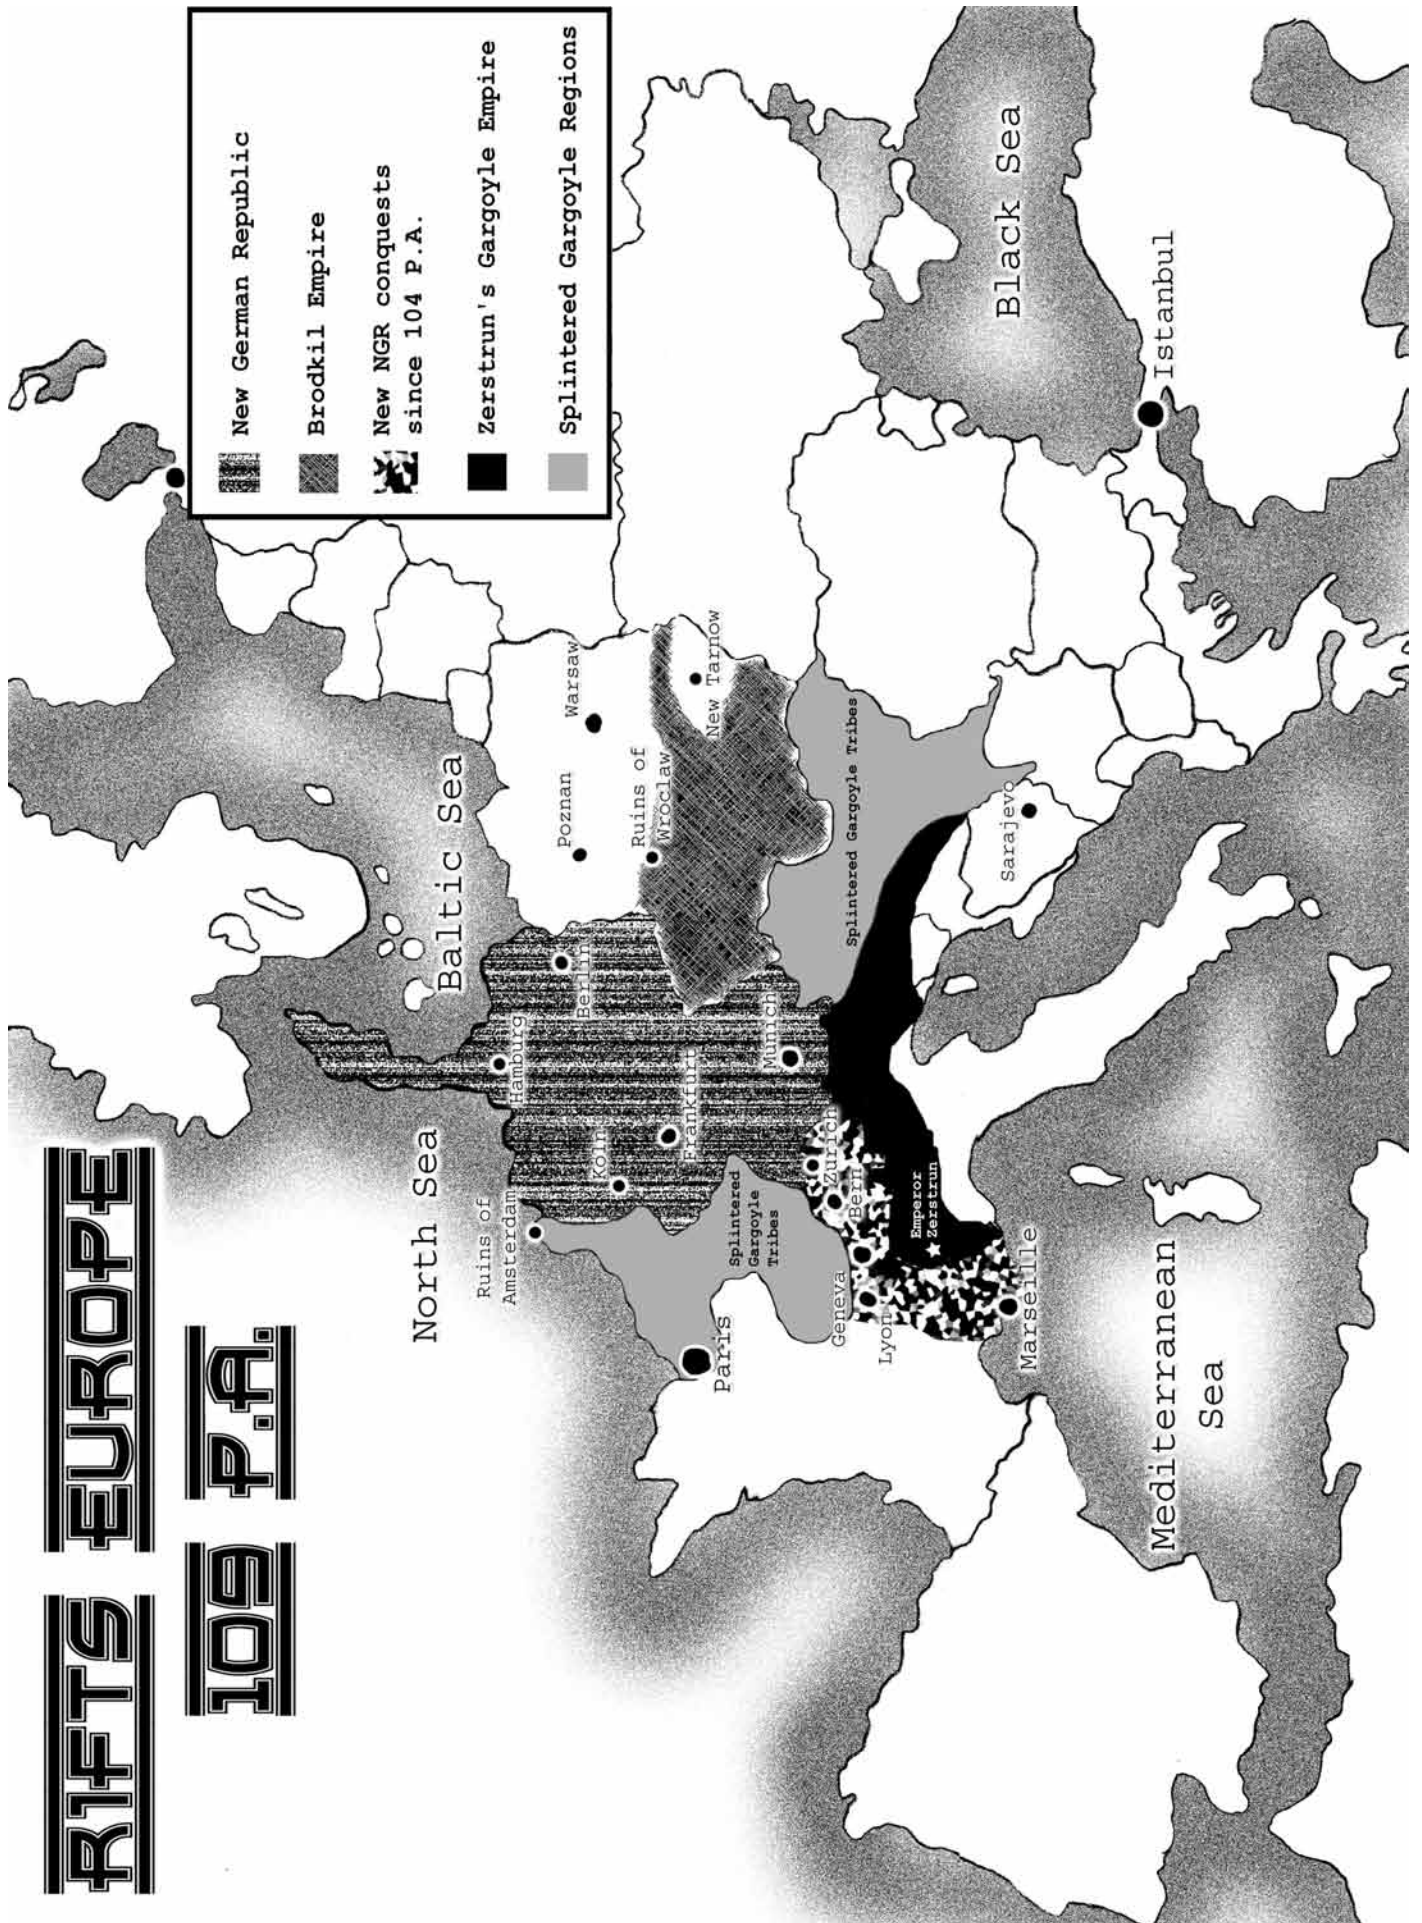 RIFTS EUROPE
109 P.A.
New German Republic
Brodkil Empire
New NGR conquests
since 104 P.A.
Zerstrun's Gargoyle Empire
Splintered Gargoyle Regions
North Sea
Baltic Sea
Black Sea
Mediterranean
Sea
Ruins of
Amsterdam
Hamburg
Berlin
Koln
Frankfurt
Munich
Poznan
Warsaw
Ruins of
Wroclaw
New Tarnow
Paris
Splintered
Gargoyle
Tribes
Splintered Gargoyle Tribes
Zurich
Bern
Geneva
Lyon
Emperor
Zerstrun
Marseille
Sarajevo
Istanbul